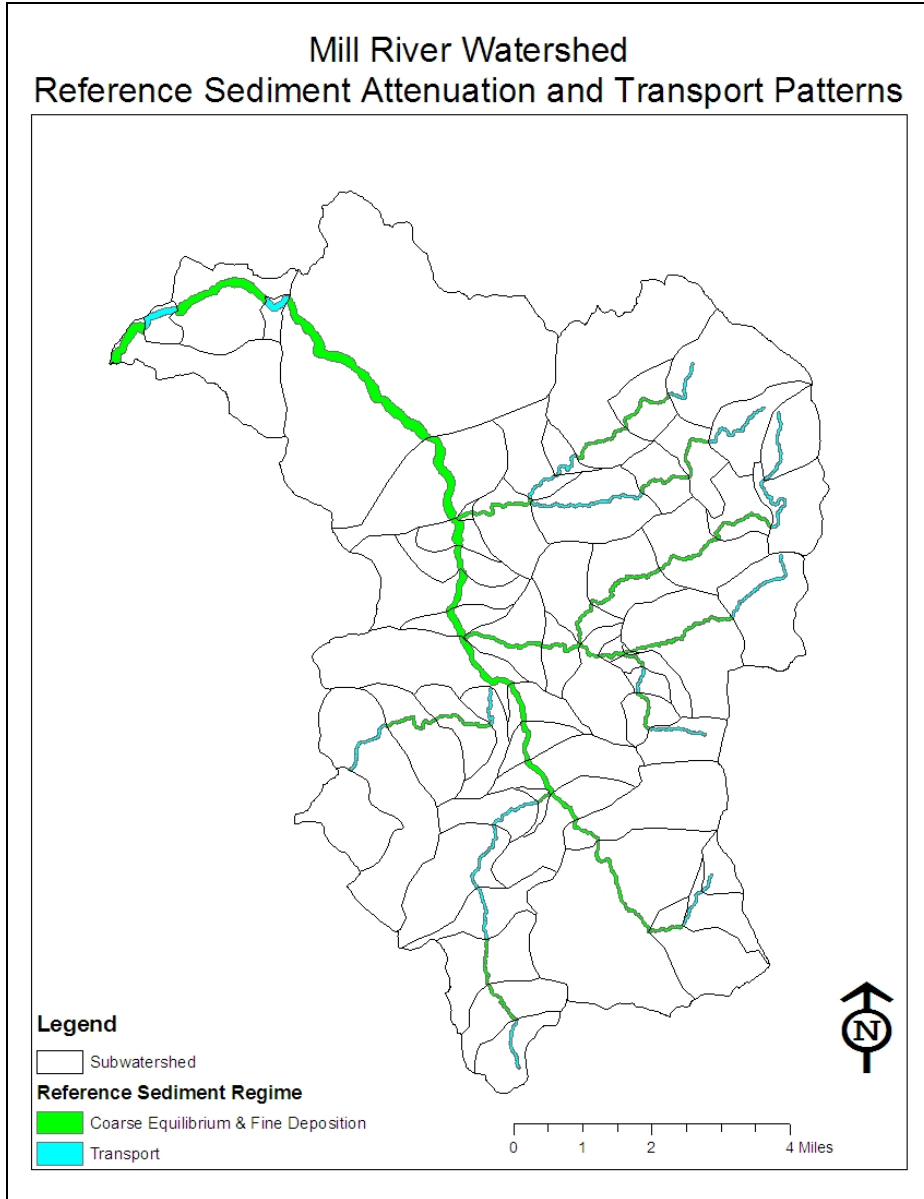 Mill River Watershed
Reference Sediment Attenuation and Transport Patterns
N
Legend
Subwatershed
Reference Sediment Regime
Coarse Equilibrium & Fine Deposition
Transport
0 1 2 4 Miles